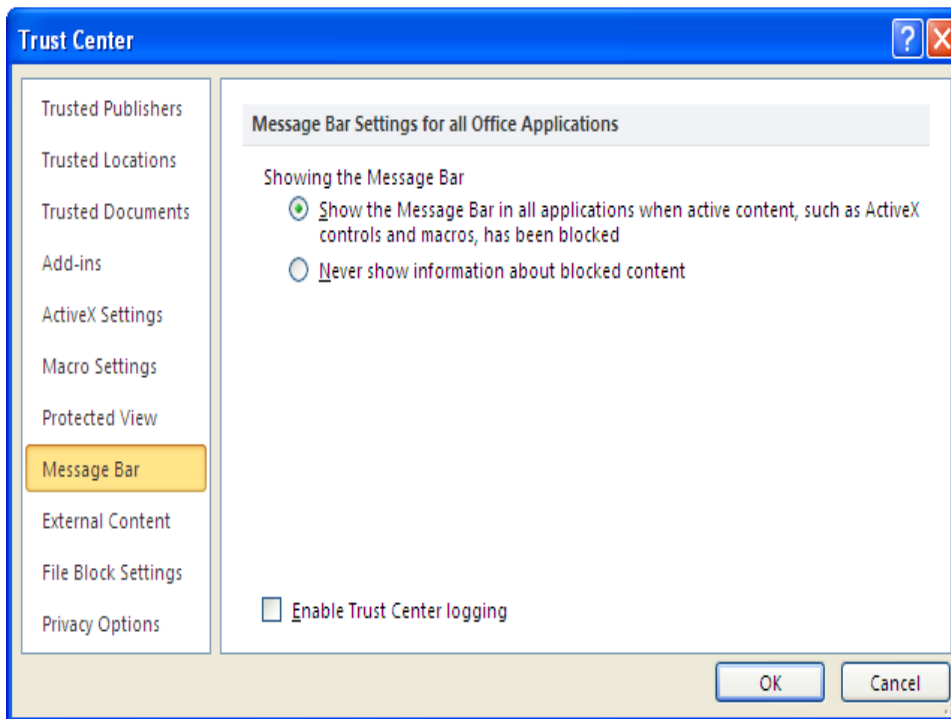 Trust Center
?
Trusted Publishers
Trusted Locations
Trusted Documents
Add-ins
ActiveX Settings
Macro Settings
Protected View
Message Bar
External Content
File Block Settings
Privacy Options
Message Bar Settings for all Office Applications
Showing the Message Bar
Show the Message Bar in all applications when active content, such as ActiveX
controls and macros, has been blocked
Never show information about blocked content
Enable Trust Center logging
OK
Cancel